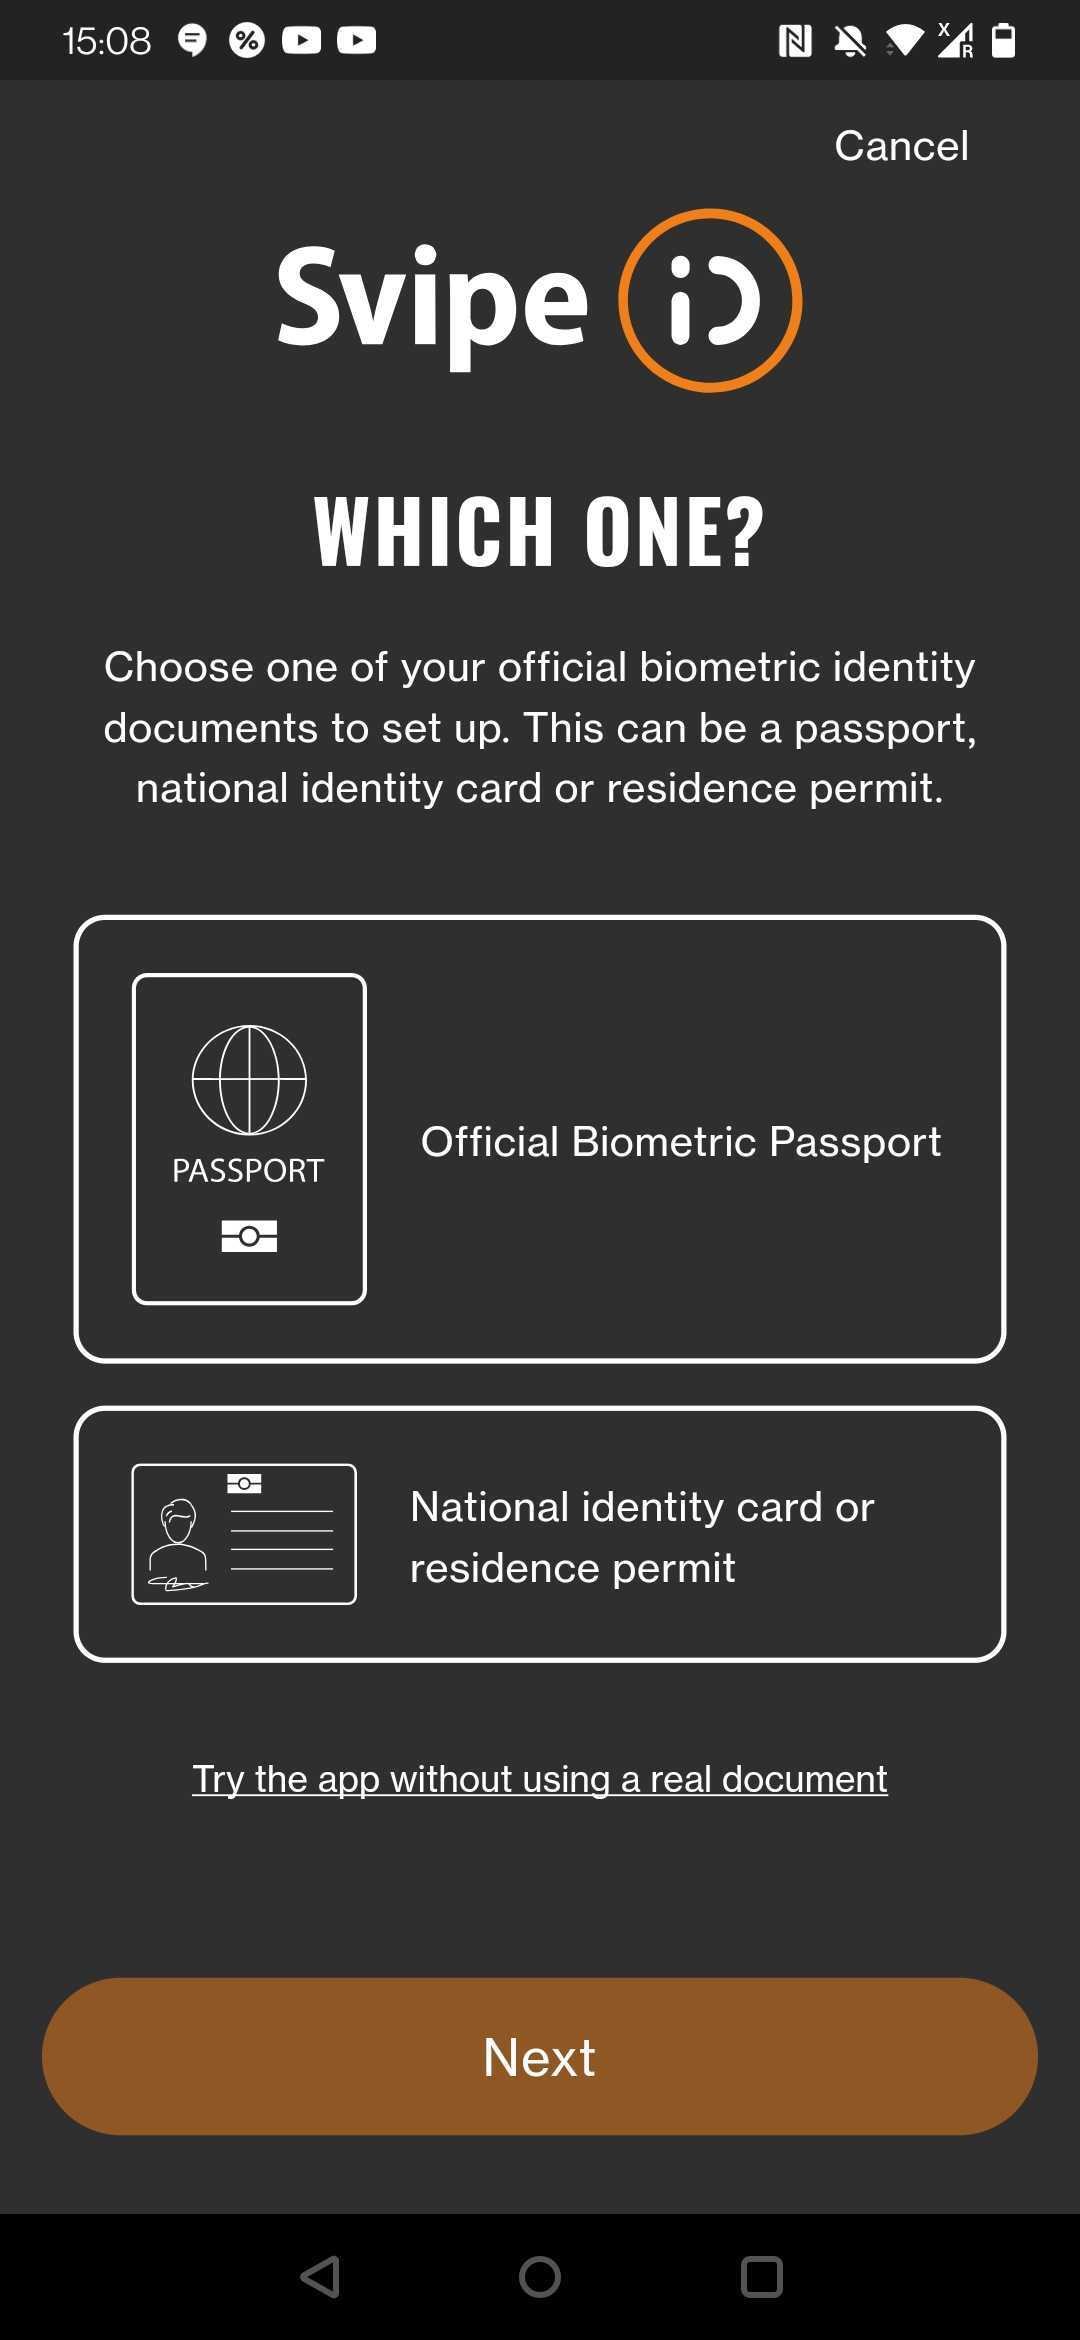 15:08
Cancel
Svipe iD
WHICH ONE?
Choose one of your official biometric identity
documents to set up. This can be a passport,
national identity card or residence permit.
PASSPORT
Official Biometric Passport
National identity card or
residence permit
Try the app without using a real document
Next